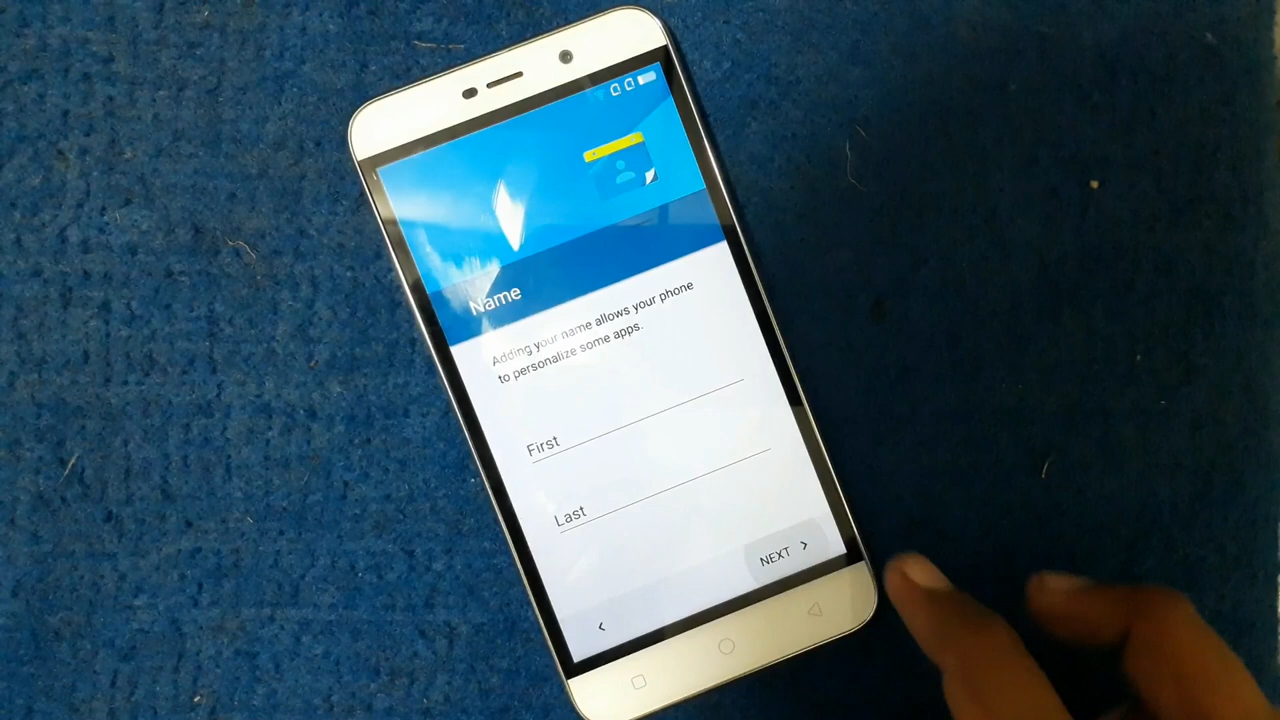 Name
Adding your name allows your phone
to personalize some apps.
First
Last
NEXT